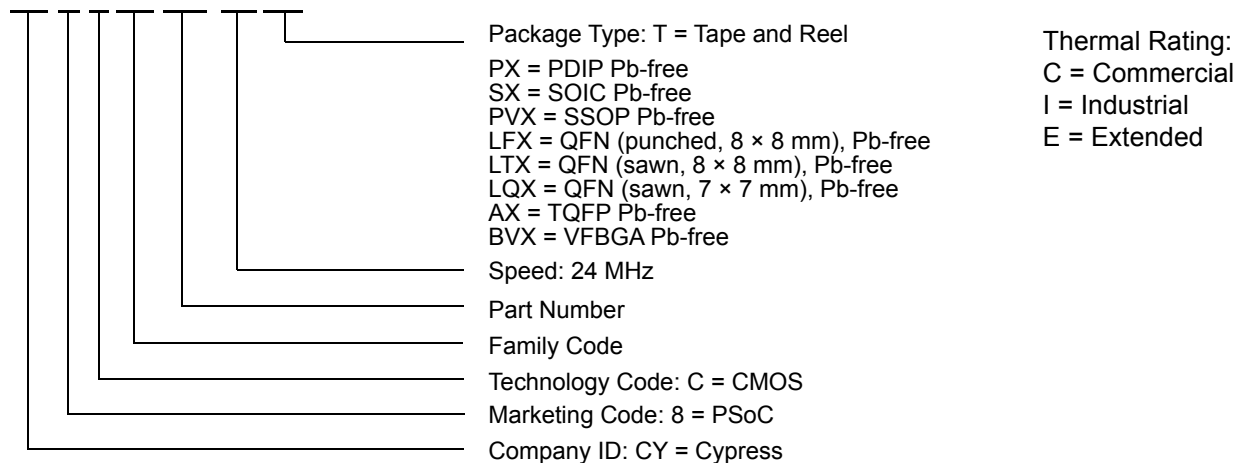 Package Type: T = Tape and Reel
PX = PDIP Pb-free
SX = SOIC Pb-free
PVX = SSOP Pb-free
LFX = QFN (punched, 8 × 8 mm), Pb-free
LTX = QFN (sawn, 8 × 8 mm), Pb-free
LQX = QFN (sawn, 7 × 7 mm), Pb-free
AX = TQFP Pb-free
BVX = VFBGA Pb-free
Speed: 24 MHz
Part Number
Family Code
Technology Code: C = CMOS
Marketing Code: 8 = PSoC
Company ID: CY = Cypress
Thermal Rating:
C = Commercial
I = Industrial
E = Extended